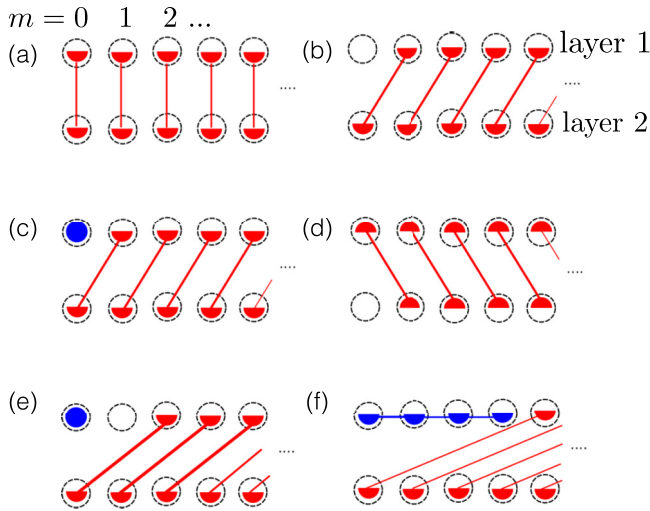 m = 0 1 2 ...
(a) (b) layer 1
.... ....
layer 2
(c) (d)
.... ....
(e) (f)
.... ....